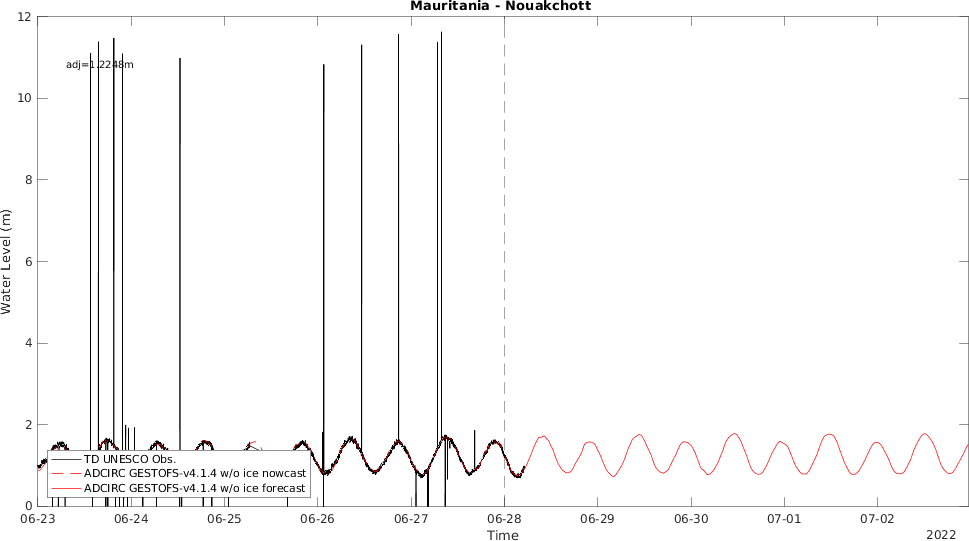 Mauritania - Nouakchott
12
adj=1.2248m
10
8
6
4
2
0
Water Level (m)
TD UNESCO Obs.
ADCIRC GESTOFS-v4.1.4 w/o ice nowcast
ADCIRC GESTOFS-v4.1.4 w/o ice forecast
06-23 06-24 06-25 06-26 06-27 06-28 06-29 06-30 07-01 07-02
Time
2022